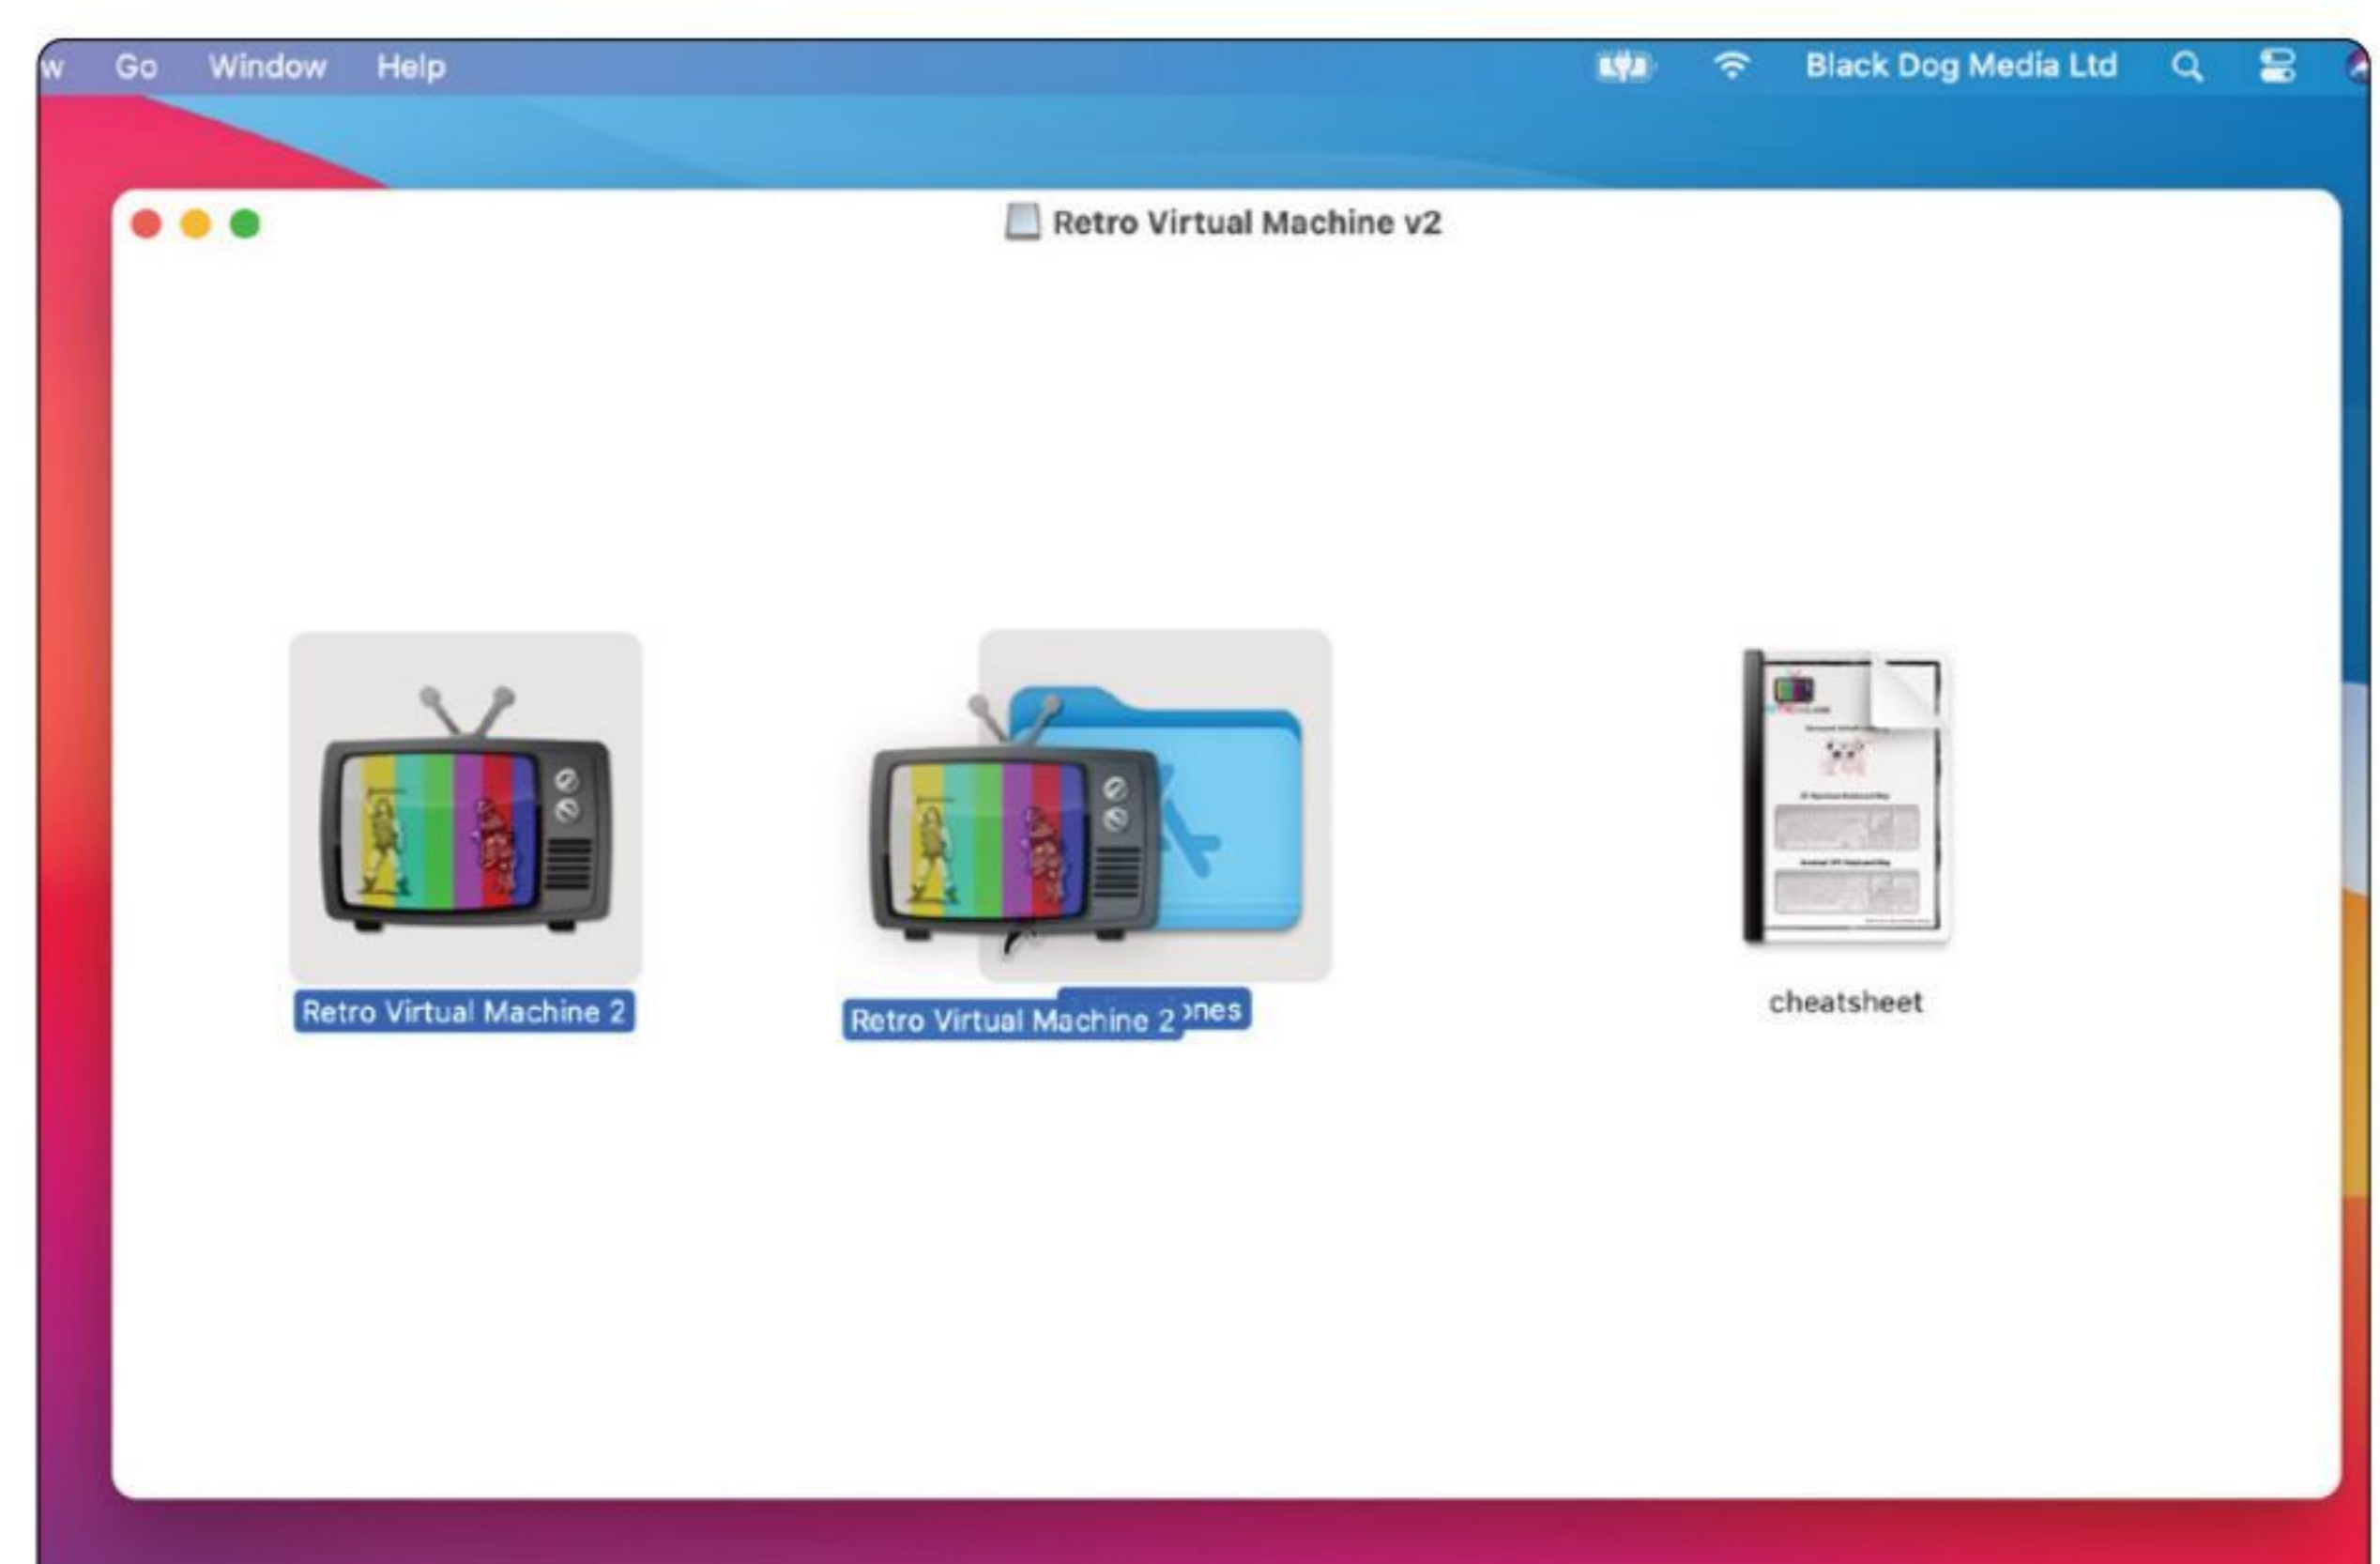 w Go Window Help Black Dog Media Ltd
Retro Virtual Machine v2
Retro Virtual Machine 2
Retro Virtual Machine 2 ones
cheatsheet